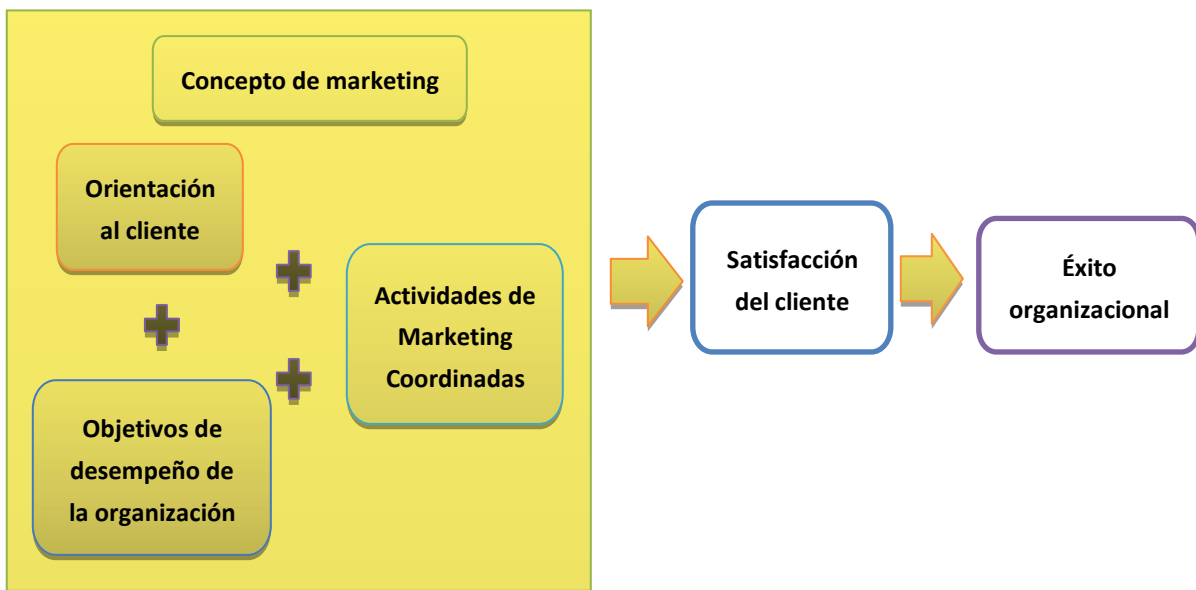 Concepto de marketing
Orientación
al cliente
Actividades de
Marketing
Coordinadas
Objetivos de
desempeño de
la organización
Satisfacción
del cliente
Éxito
organizacional